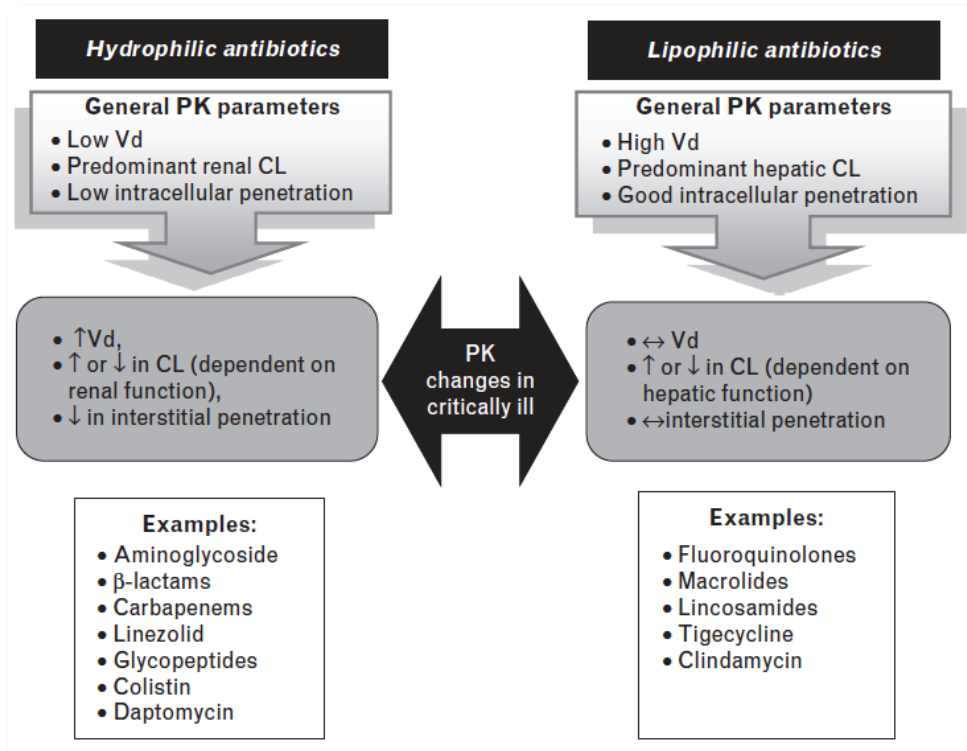 Hydrophilic antibiotics
General PK parameters
• Low Vd
• Predominant renal CL
• Low intracellular penetration
• ↑Vd,
• ↑ or ↓ in CL (dependent on
renal function),
• ↓ in interstitial penetration
Examples:
• Aminoglycoside
• β-lactams
• Carbapenems
• Linezolid
• Glycopeptides
• Colistin
• Daptomycin
PK
changes in
critically ill
Lipophilic antibiotics
General PK parameters
• High Vd
• Predominant hepatic CL
• Good intracellular penetration
• ↔ Vd
• ↑ or ↓ in CL (dependent on
hepatic function)
• ↔interstitial penetration
Examples:
• Fluoroquinolones
• Macrolides
• Lincosamides
• Tigecycline
• Clindamycin